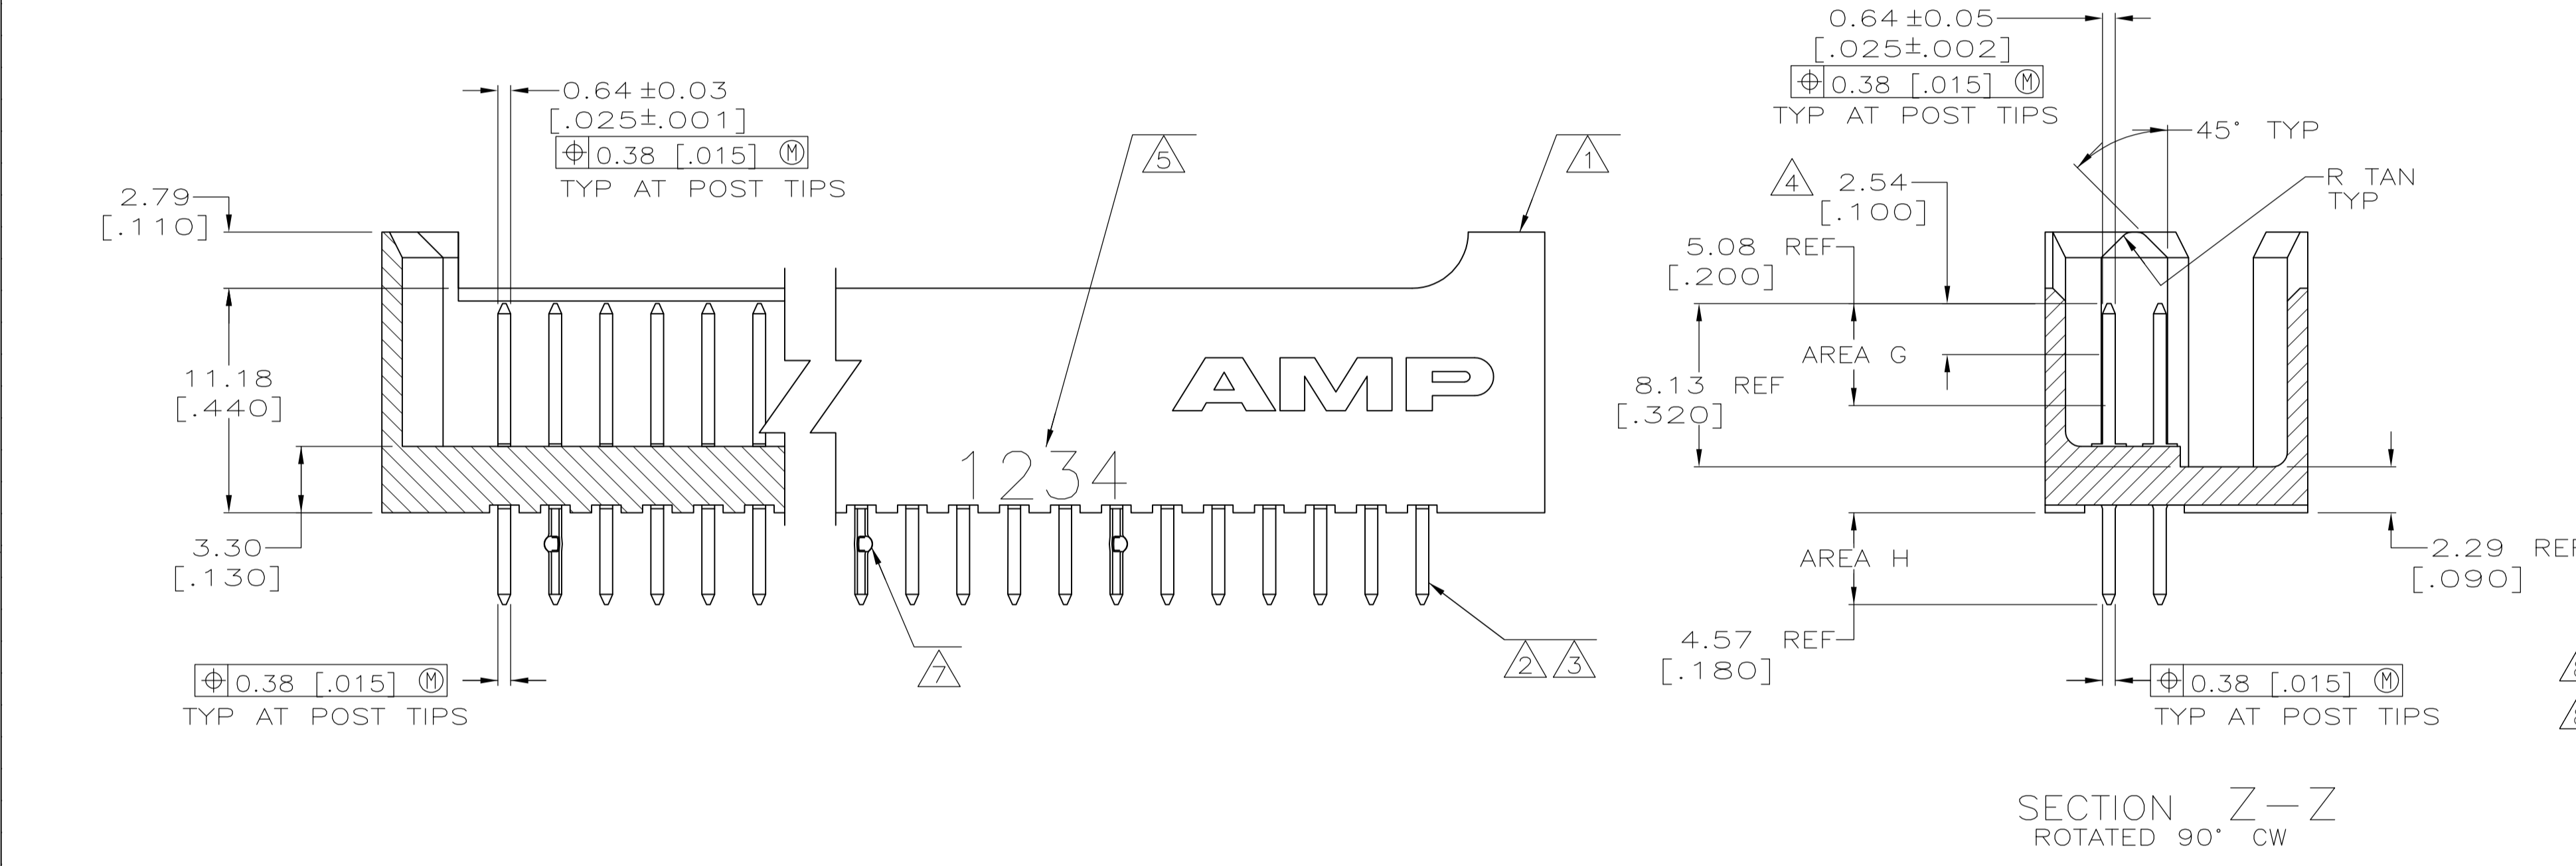 0.64 ±0.03
[.025±.001]
⌖ 0.38 [.015] Ⓜ
TYP AT POST TIPS
2.79
[.110]
11.18
[.440]
3.30
[.130]
⌖ 0.38 [.015] Ⓜ
TYP AT POST TIPS
5
1
AMP
1234
7
2 3
0.64 ±0.05
[.025±.002]
⌖ 0.38 [.015] Ⓜ
TYP AT POST TIPS
45° TYP
R TAN
TYP
4 2.54
[.100]
5.08 REF
[.200]
AREA G
8.13 REF
[.320]
AREA H
4.57 REF
[.180]
2.29
[.090]
⌖ 0.38 [.015] Ⓜ
TYP AT POST TIPS
SECTION Z-Z
ROTATED 90° CW